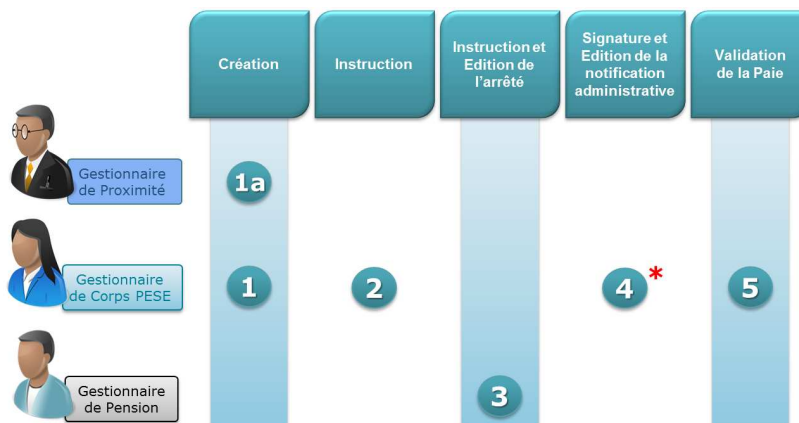 Création
Instruction
Instruction et
Edition de
l'arrêté
Signature et
Edition de la
notification
administrative
Validation
de la Paie
Gestionnaire
de Proximité
1a
Gestionnaire
de Corps PESE
1
2
4 *
5
Gestionnaire
de Pension
3